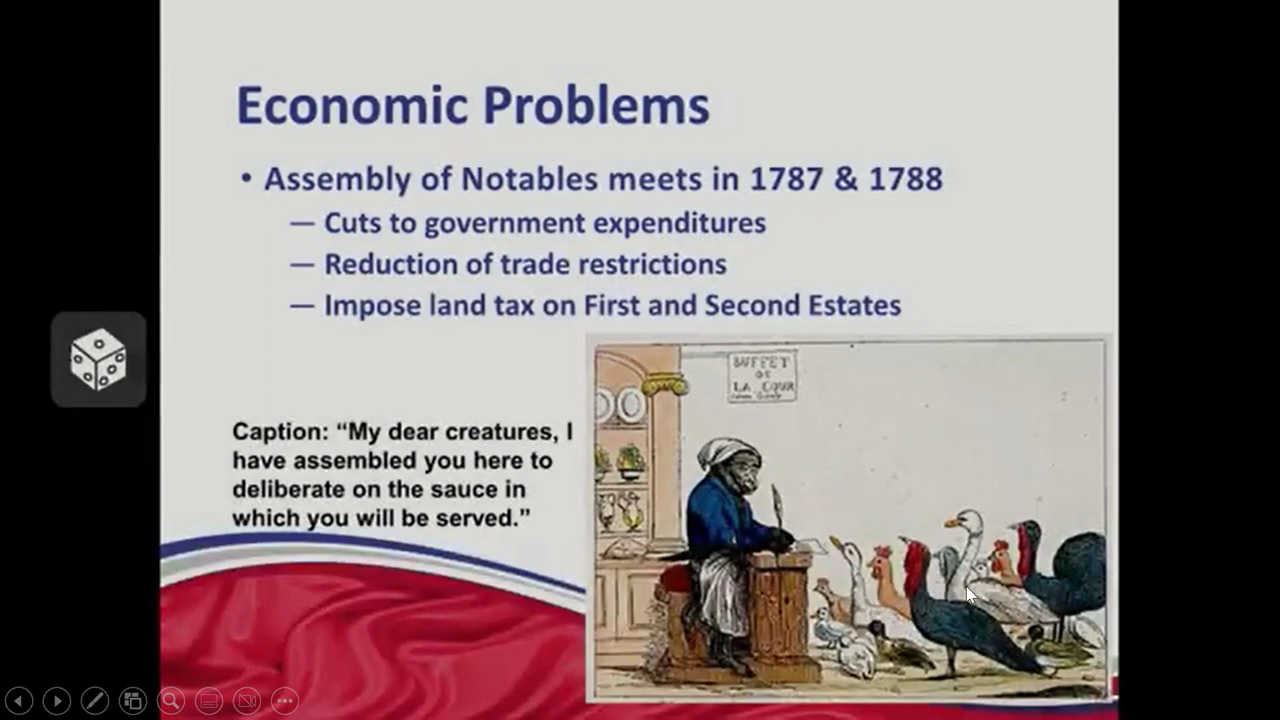 Economic Problems
• Assembly of Notables meets in 1787 & 1788
— Cuts to government expenditures
— Reduction of trade restrictions
— Impose land tax on First and Second Estates
Caption: “My dear creatures, I
have assembled you here to
deliberate on the sauce in
which you will be served.”
BUFFET
DE
LA COUR